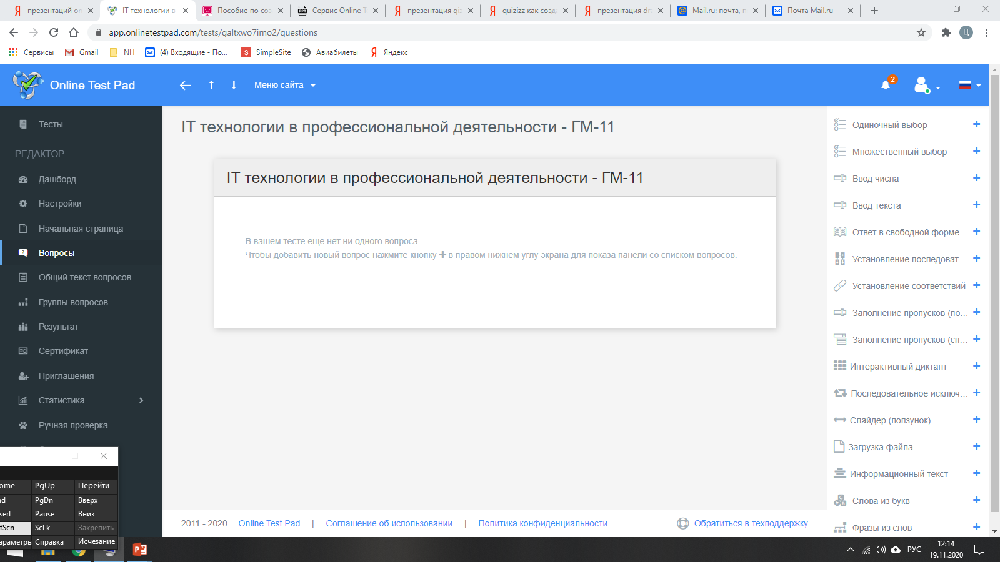 презентаций on
IT технологии в
Пособие по соз
Сервис Online T
презентация qi
quizizz как созд
презентация dr
Mail.ru: почта, п
Почта Mail.ru
app.onlinetestpad.com/tests/galtxwo7irno2/questions
Ц
Сервисы
Gmail
NH
(4) Входящие - По...
SimpleSite
Авиабилеты
Яндекс
Online Test Pad
Меню сайта
2
Тесты
РЕДАКТОР
Дашборд
Настройки
Начальная страница
Вопросы
Общий текст вопросов
Группы вопросов
Результат
Сертификат
Приглашения
Статистика
Ручная проверка
IT технологии в профессиональной деятельности - ГМ-11
IT технологии в профессиональной деятельности - ГМ-11
В вашем тесте еще нет ни одного вопроса.
Чтобы добавить новый вопрос нажмите кнопку + в правом нижнем углу экрана для показа панели со списком вопросов.
Одиночный выбор
Множественный выбор
Ввод числа
Ввод текста
Ответ в свободной форме
Установление последоват...
Установление соответствий
Заполнение пропусков (по...
Заполнение пропусков (сп...
Интерактивный диктант
Последовательное исключ...
Слайдер (ползунок)
Загрузка файла
Информационный текст
Слова из букв
Фразы из слов
ome PgUp Перейти
nd PgDn Вверх
sert Pause Вниз
tScn ScLk Закрепить
араметры Справка Исчезание
2011 - 2020 Online Test Pad | Соглашение об использовании | Политика конфиденциальности
Обратиться в техподдержку
РУС
12:14
19.11.2020